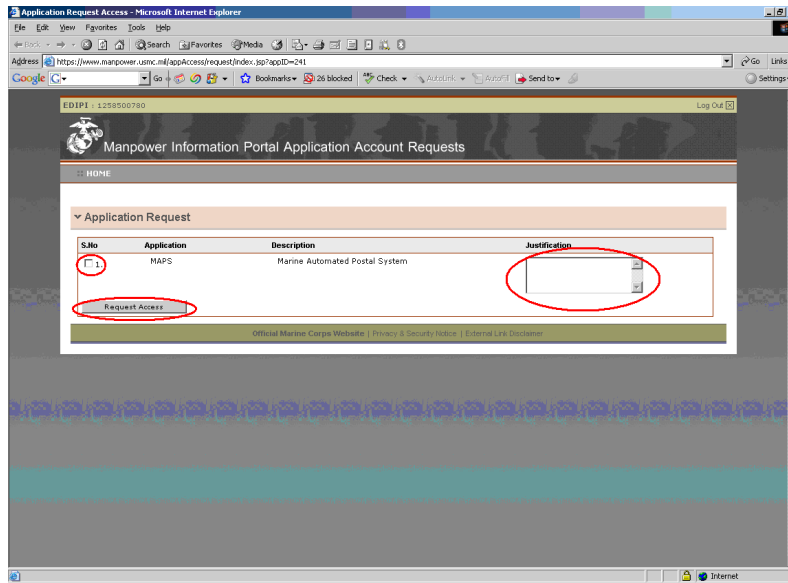 Application Request Access - Microsoft Internet Explorer
File Edit View Favorites Tools Help
Back Search Favorites Media
Address https://www.manpower.usmc.mil/appAccess/request/index.jsp?appID=241 Go Links
Google Go Bookmarks 26 blocked Check AutoLink AutoFill Send to Settings
EDIPI : 1258500780 Log Out
Manpower Information Portal Application Account Requests
HOME
Application Request
S.No Application Description Justification
1. MAPS Marine Automated Postal System
Request Access
Official Marine Corps Website | Privacy & Security Notice | External Link Disclaimer
Internet